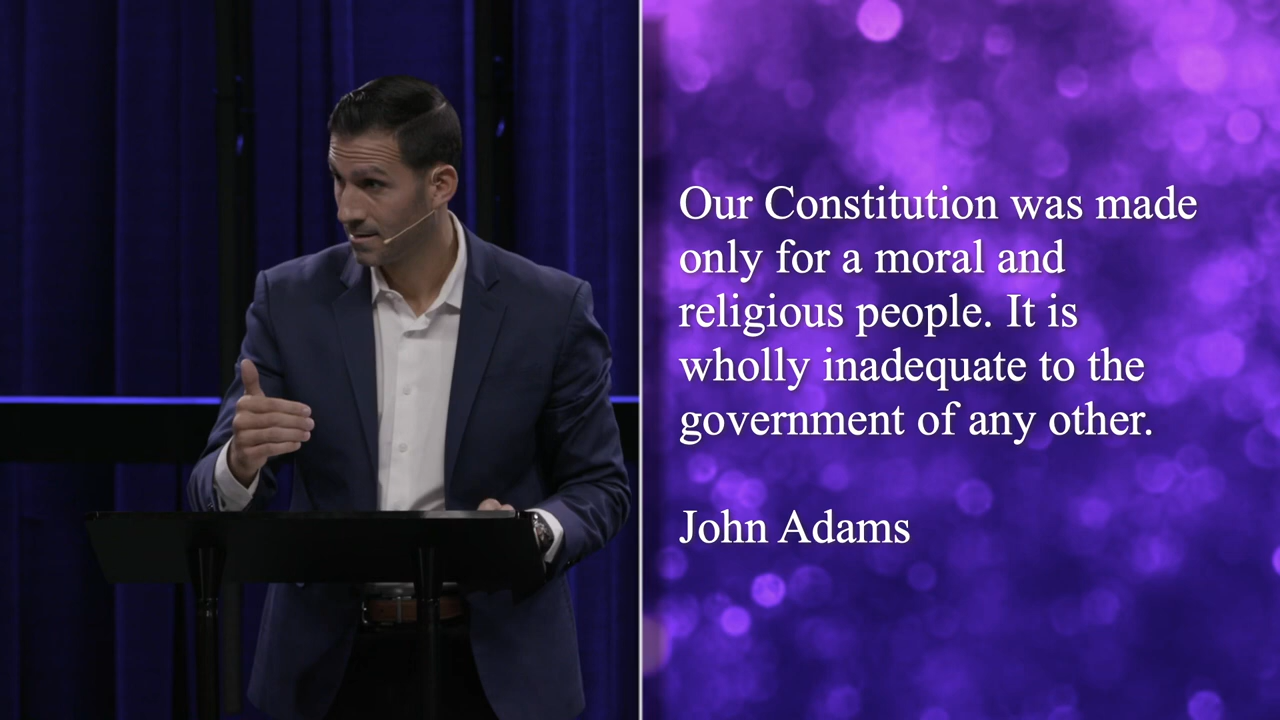 Our Constitution was made
only for a moral and
religious people. It is
wholly inadequate to the
government of any other.
John Adams